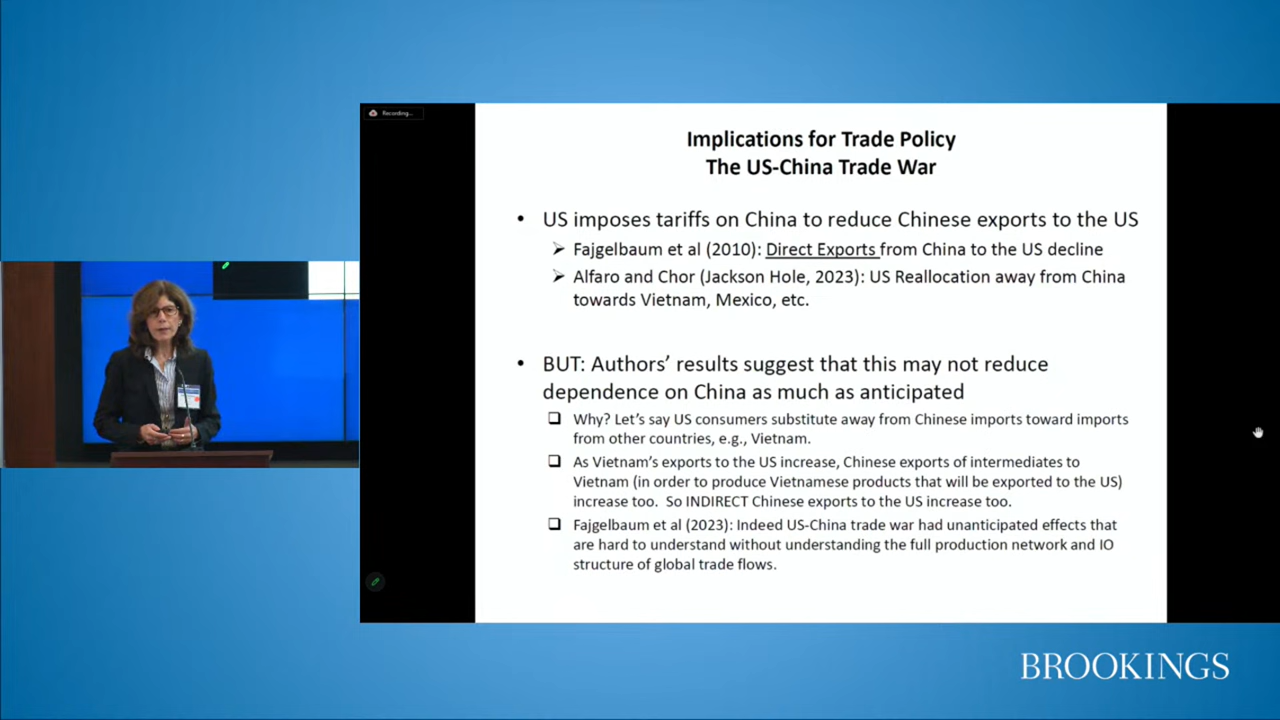 Recording...
Implications for Trade Policy
The US-China Trade War
• US imposes tariffs on China to reduce Chinese exports to the US
➢ Fajgelbaum et al (2010): Direct Exports from China to the US decline
➢ Alfaro and Chor (Jackson Hole, 2023): US Reallocation away from China
towards Vietnam, Mexico, etc.
• BUT: Authors' results suggest that this may not reduce
dependence on China as much as anticipated
❑ Why? Let's say US consumers substitute away from Chinese imports toward imports
from other countries, e.g., Vietnam.
❑ As Vietnam's exports to the US increase, Chinese exports of intermediates to
Vietnam (in order to produce Vietnamese products that will be exported to the US)
increase too. So INDIRECT Chinese exports to the US increase too.
❑ Fajgelbaum et al (2023): Indeed US-China trade war had unanticipated effects that
are hard to understand without understanding the full production network and IO
structure of global trade flows.
BROOKINGS